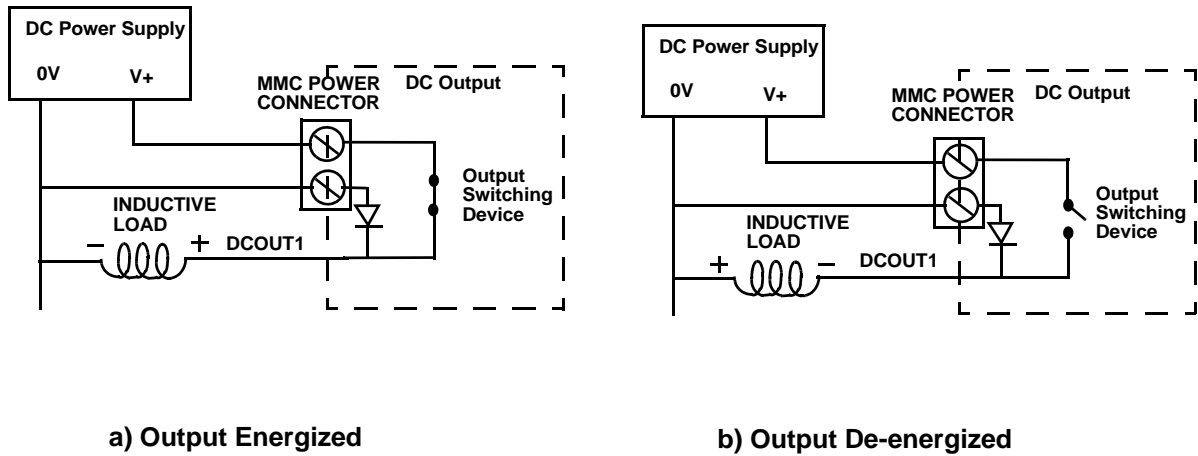 DC Power Supply
0V V+
MMC POWER
CONNECTOR
DC Output
Output
Switching
Device
INDUCTIVE
LOAD
– +
DCOUT1
a) Output Energized
DC Power Supply
0V V+
MMC POWER
CONNECTOR
DC Output
Output
Switching
Device
INDUCTIVE
LOAD
+ –
DCOUT1
b) Output De-energized